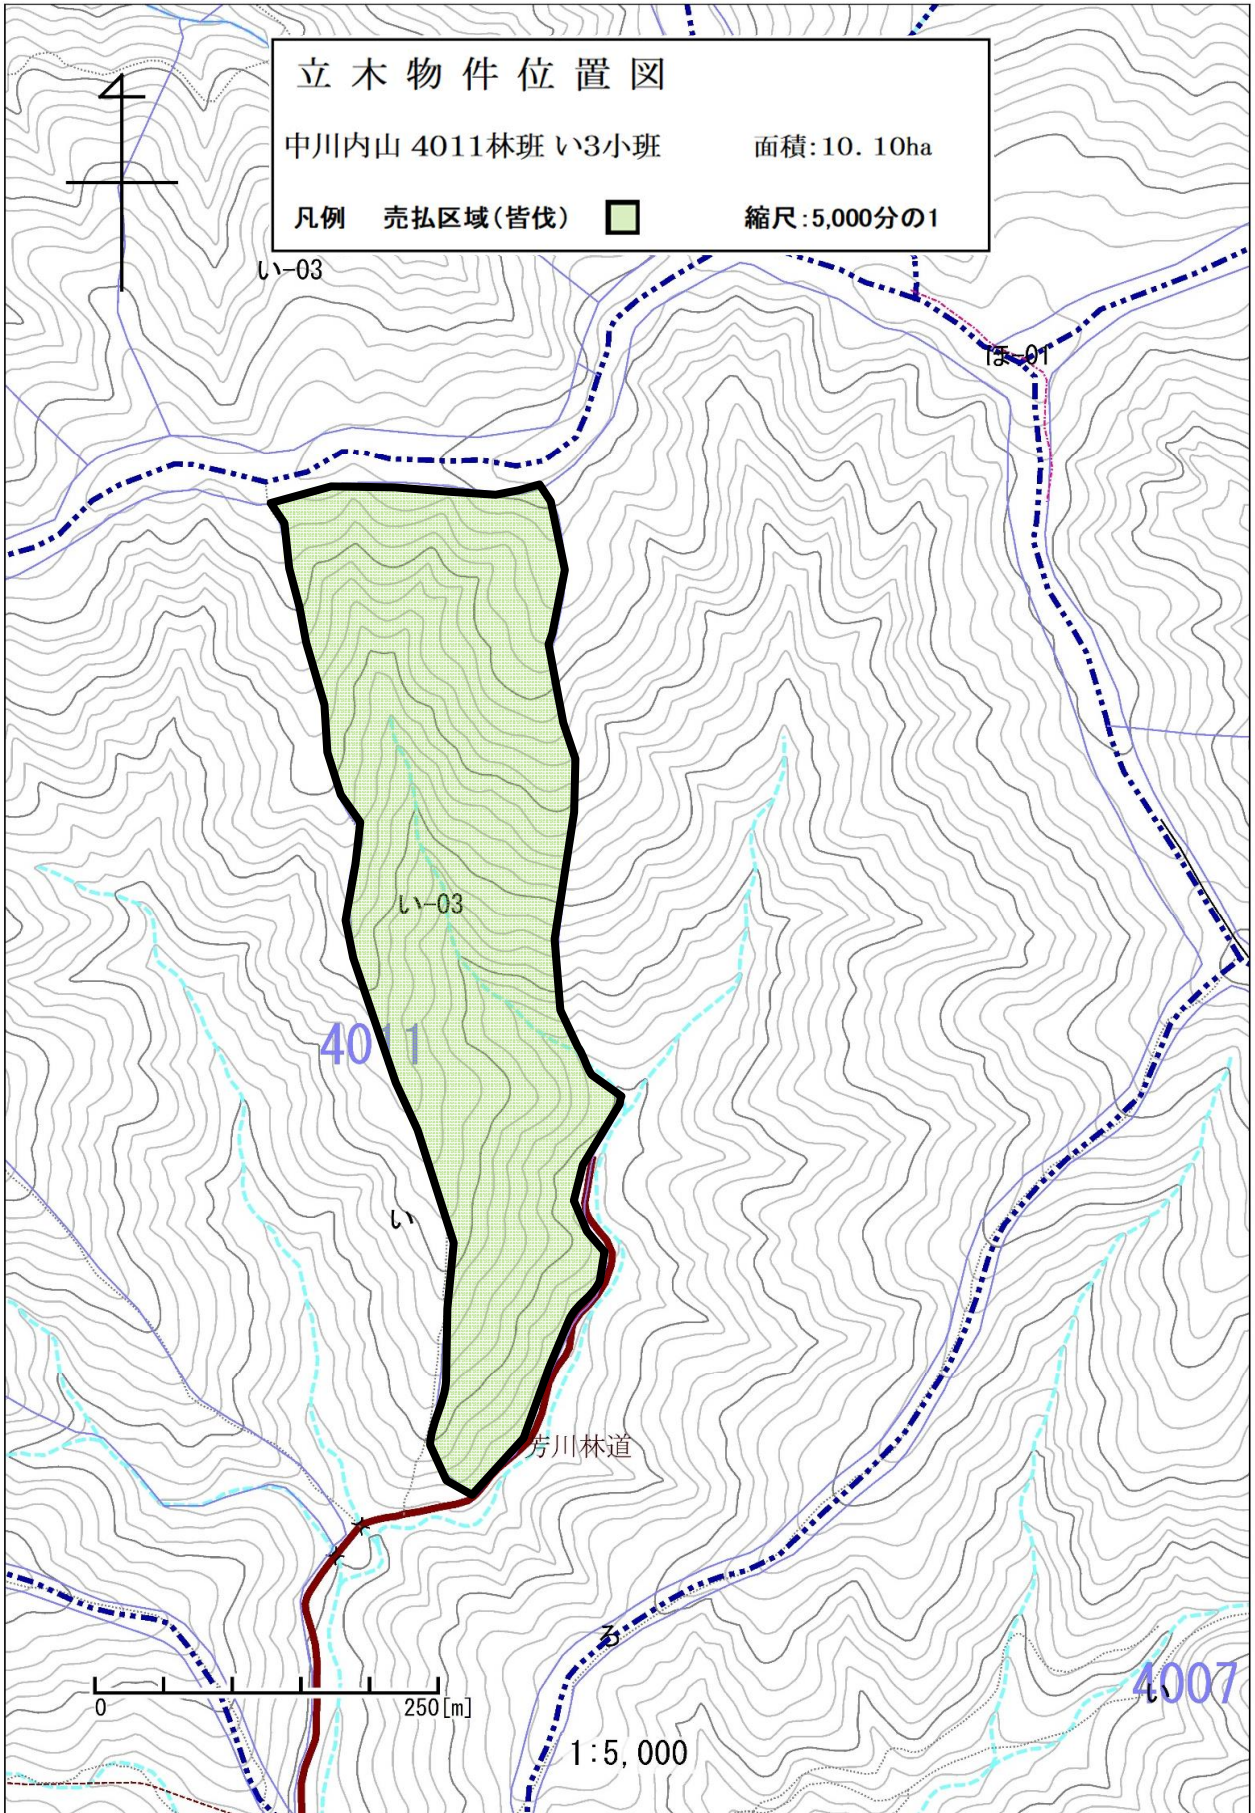 立木物件位置図
中川内山 4011林班 い3小班 面積:10.10ha
凡例 売払区域(皆伐) 縮尺:5,000分の1
い-03
ほ-01
い-03
4011
い
芳川林道
ろ
4007
い
0 250[m]
1:5,000